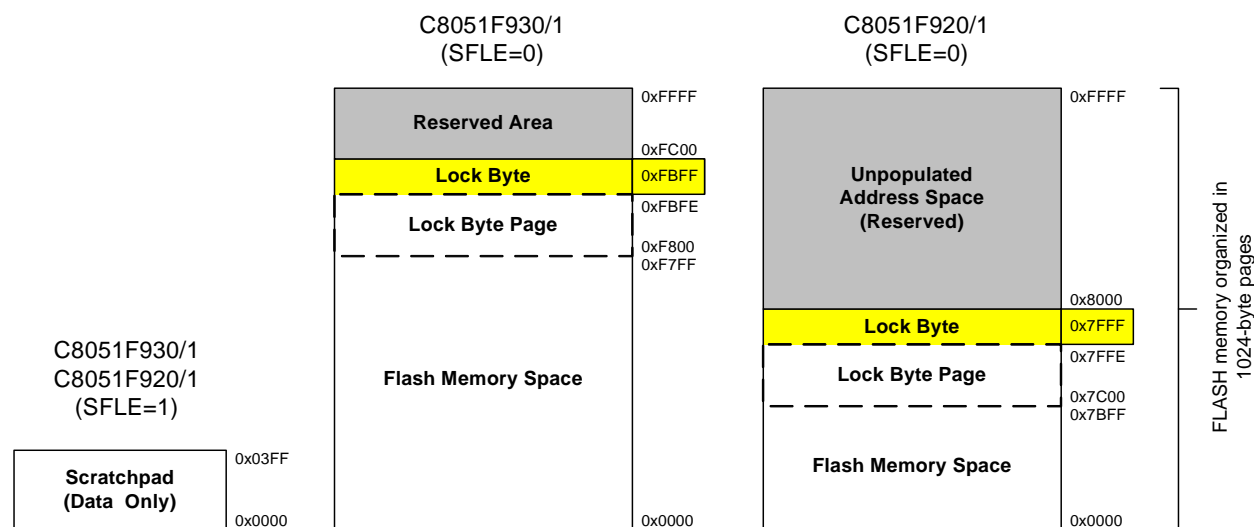 C8051F930/1
(SFLE=0)
0xFFFF
Reserved Area
0xFC00
Lock Byte
0xFBFF
0xFBFE
Lock Byte Page
0xF800
0xF7FF
Flash Memory Space
0x0000
C8051F920/1
(SFLE=0)
0xFFFF
Unpopulated
Address Space
(Reserved)
0x8000
Lock Byte
0x7FFF
0x7FFE
Lock Byte Page
0x7C00
0x7BFF
Flash Memory Space
0x0000
FLASH memory organized in
1024-byte pages
C8051F930/1
C8051F920/1
(SFLE=1)
0x03FF
Scratchpad
(Data Only)
0x0000